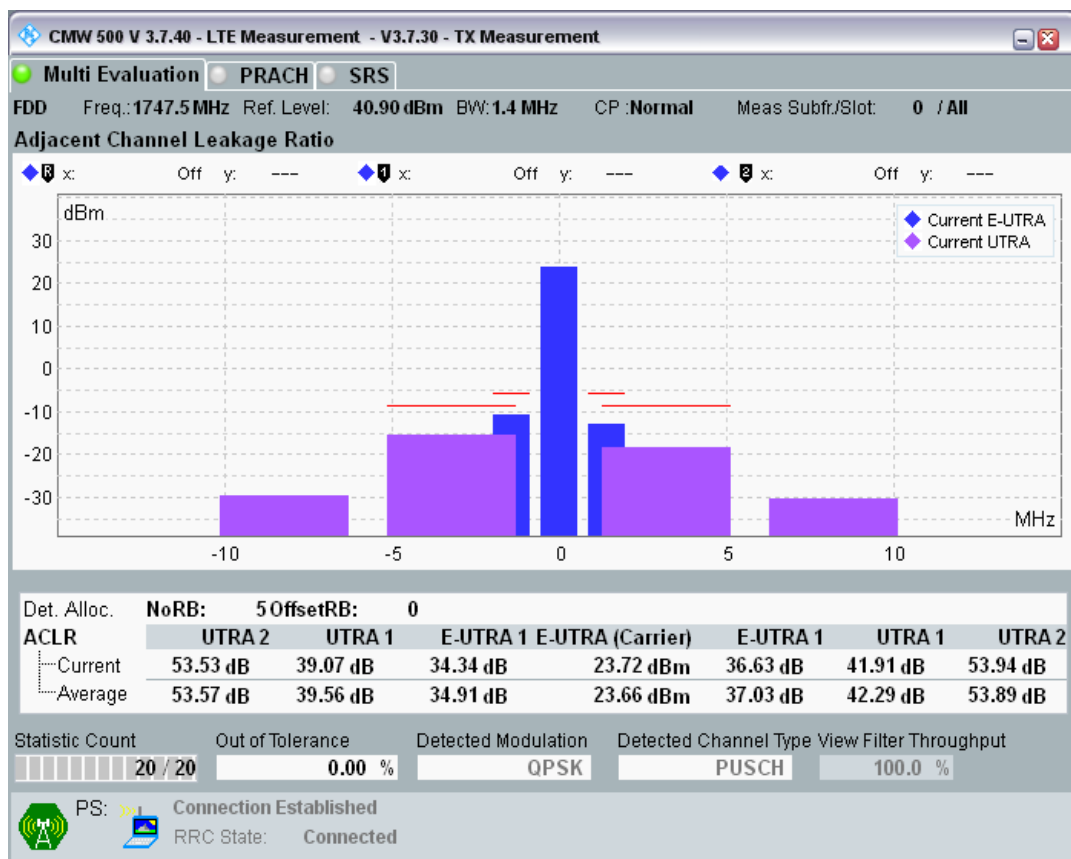 CMW 500 V 3.7.40 - LTE Measurement - V3.7.30 - TX Measurement
Multi Evaluation PRACH SRS
FDD Freq.: 1747.5 MHz Ref. Level: 40.90 dBm BW: 1.4 MHz CP :Normal Meas Subfr./Slot: 0 / All
Adjacent Channel Leakage Ratio
R x: Off y: --- 1 x: Off y: --- 2 x: Off y: ---
dBm
Current E-UTRA
Current UTRA
30
20
10
0
-10
-20
-30
MHz
-10 -5 0 5 10
Det. Alloc. NoRB: 5 OffsetRB: 0
ACLR UTRA 2 UTRA 1 E-UTRA 1 E-UTRA (Carrier) E-UTRA 1 UTRA 1 UTRA 2
Current 53.53 dB 39.07 dB 34.34 dB 23.72 dBm 36.63 dB 41.91 dB 53.94 dB
Average 53.57 dB 39.56 dB 34.91 dB 23.66 dBm 37.03 dB 42.29 dB 53.89 dB
Statistic Count Out of Tolerance Detected Modulation Detected Channel Type View Filter Throughput
20 / 20 0.00 % QPSK PUSCH 100.0 %
PS: Connection Established
RRC State: Connected